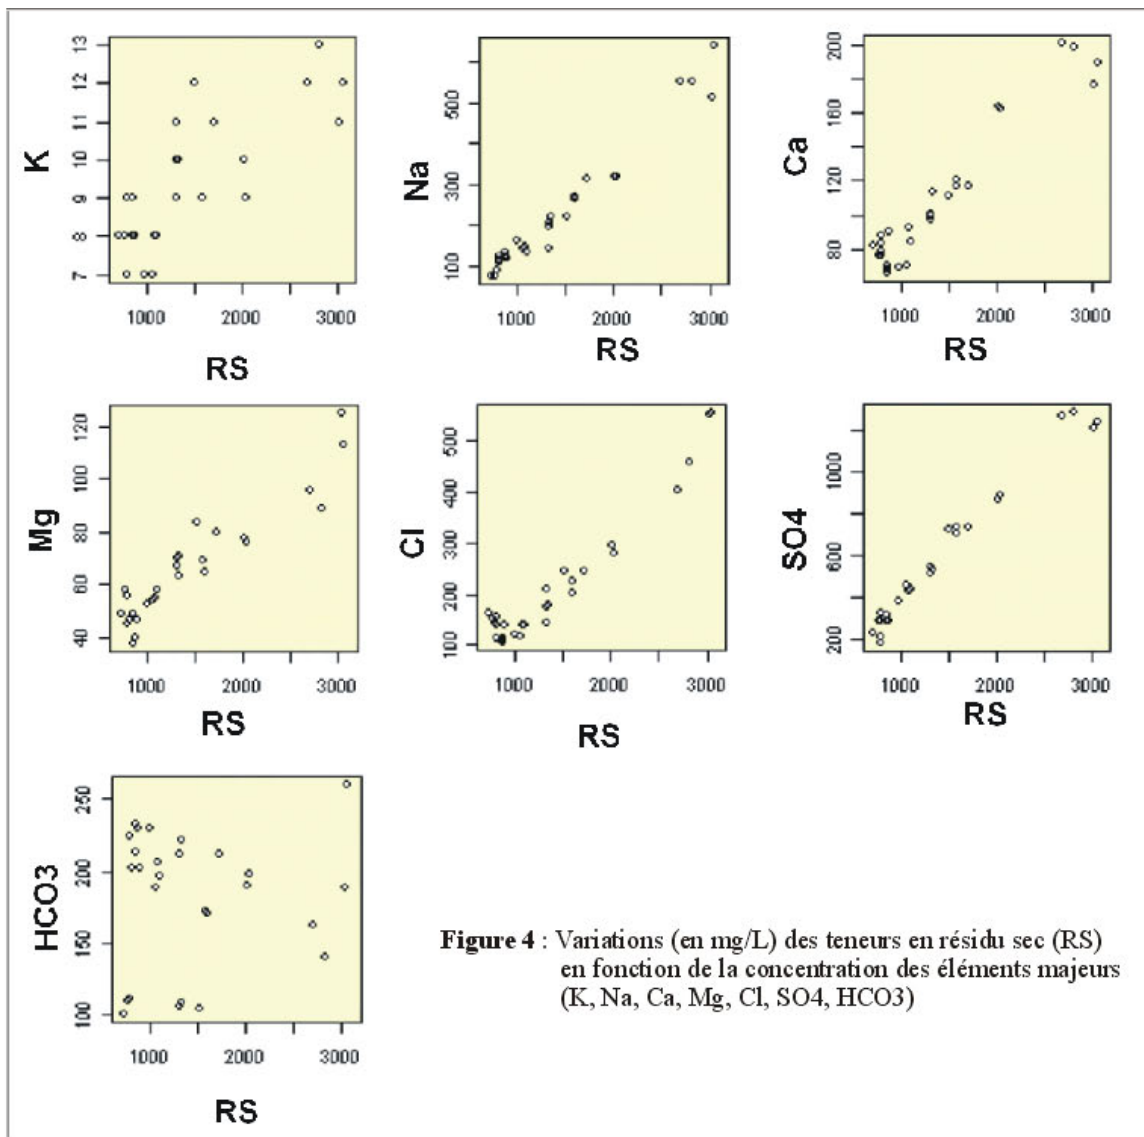 K
13
12
11
10
9
8
7
1000 2000 3000
RS
Na
500
300
100
1000 2000 3000
RS
Ca
200
160
120
80
1000 2000 3000
RS
Mg
120
100
80
60
40
1000 2000 3000
RS
Cl
500
400
300
200
100
1000 2000 3000
RS
SO4
1000
600
200
1000 2000 3000
RS
HCO3
250
200
150
100
1000 2000 3000
RS
Figure 4 : Variations (en mg/L) des teneurs en résidu sec (RS)
en fonction de la concentration des éléments majeurs
(K, Na, Ca, Mg, Cl, SO4, HCO3)